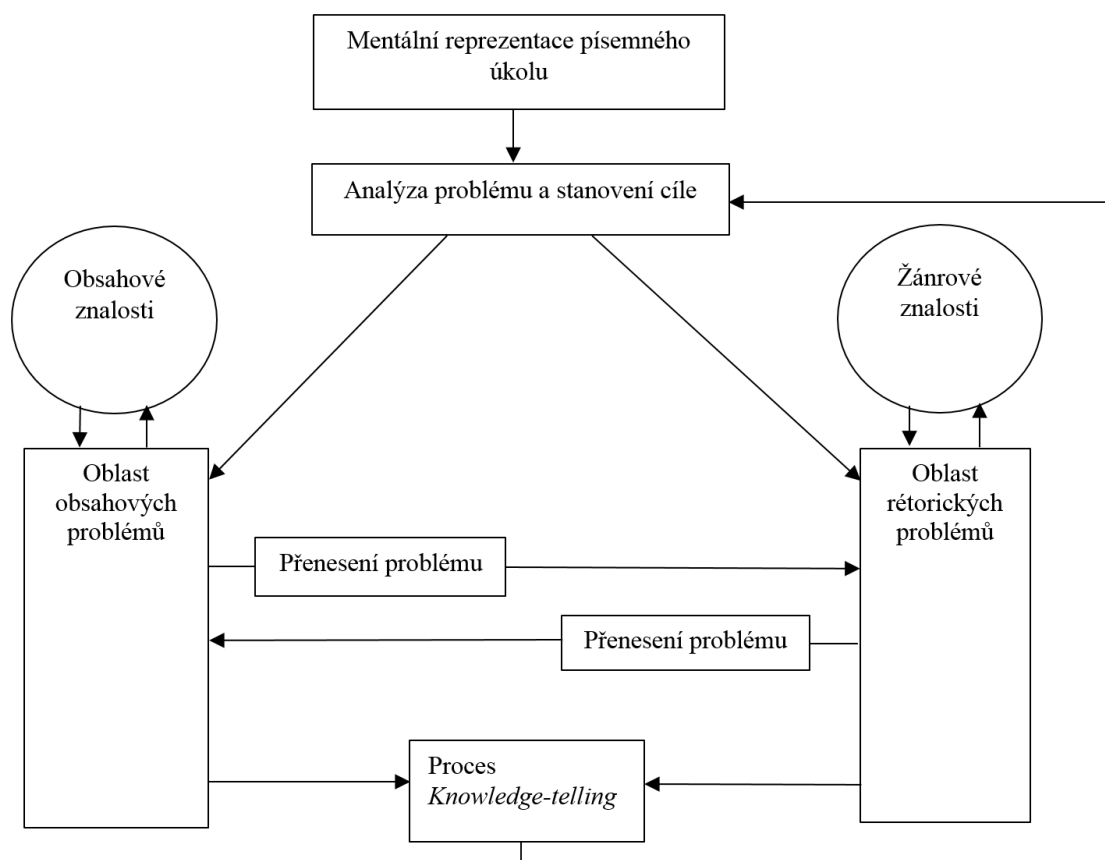 Mentální reprezentace písemného
úkolu
Analýza problému a stanovení cíle
Obsahové
znalosti
Žánrové
znalosti
Oblast
obsahových
problémů
Oblast
rétorických
problémů
Přenesení problému
Přenesení problému
Proces
Knowledge-telling